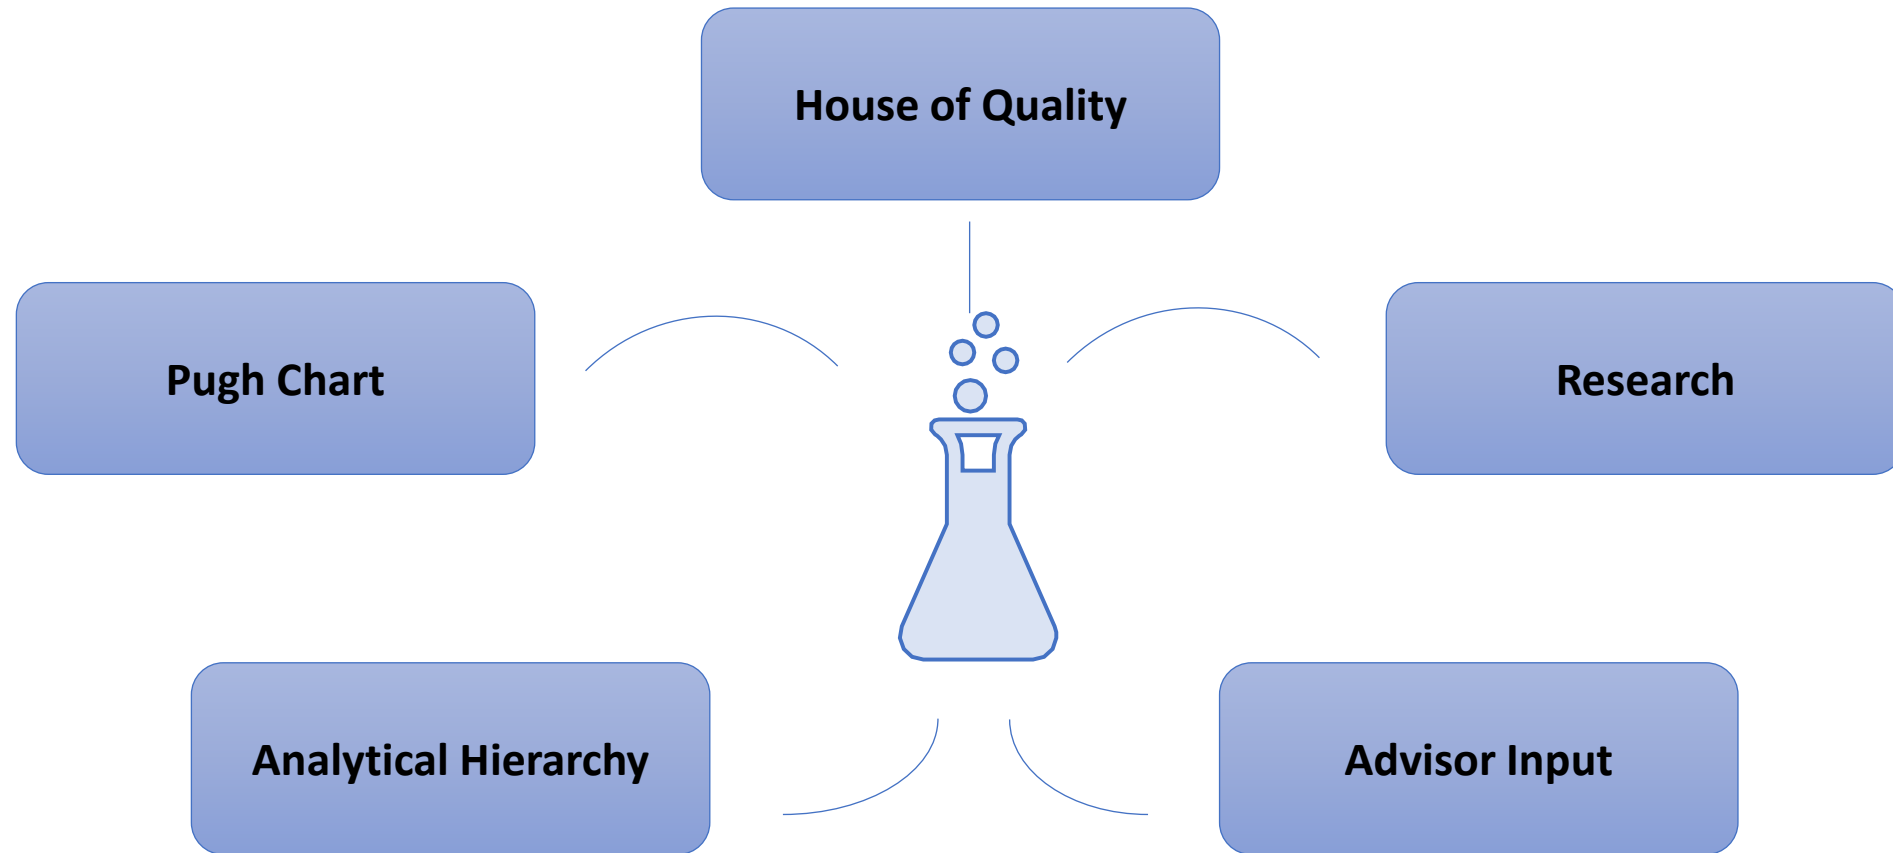 House of Quality
Pugh Chart
Research
Analytical Hierarchy
Advisor Input